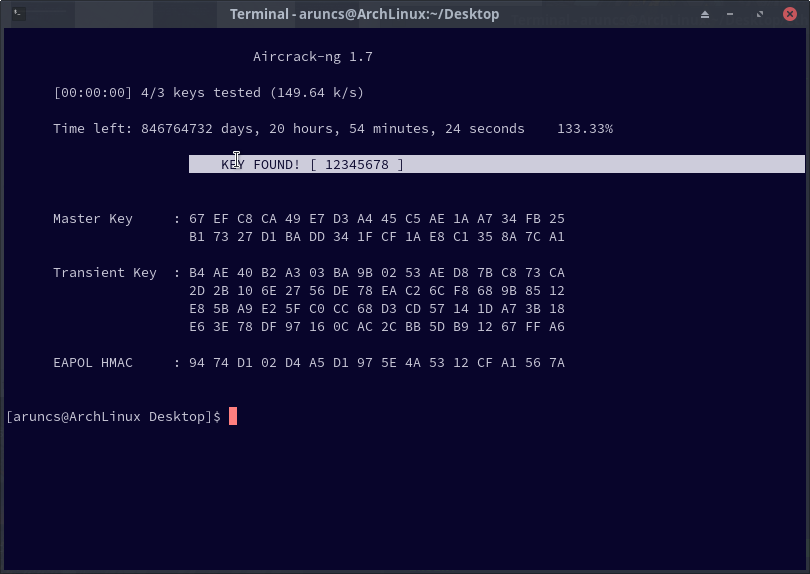 Terminal - aruncs@ArchLinux:~/Desktop
Aircrack-ng 1.7
[00:00:00] 4/3 keys tested (149.64 k/s)
Time left: 846764732 days, 20 hours, 54 minutes, 24 seconds    133.33%
KEY FOUND! [ 12345678 ]
Master Key     : 67 EF C8 CA 49 E7 D3 A4 45 C5 AE 1A A7 34 FB 25
B1 73 27 D1 BA DD 34 1F CF 1A E8 C1 35 8A 7C A1
Transient Key  : B4 AE 40 B2 A3 03 BA 9B 02 53 AE D8 7B C8 73 CA
2D 2B 10 6E 27 56 DE 78 EA C2 6C F8 68 9B 85 12
E8 5B A9 E2 5F C0 CC 68 D3 CD 57 14 1D A7 3B 18
E6 3E 78 DF 97 16 0C AC 2C BB 5D B9 12 67 FF A6
EAPOL HMAC     : 94 74 D1 02 D4 A5 D1 97 5E 4A 53 12 CF A1 56 7A
[aruncs@ArchLinux Desktop]$